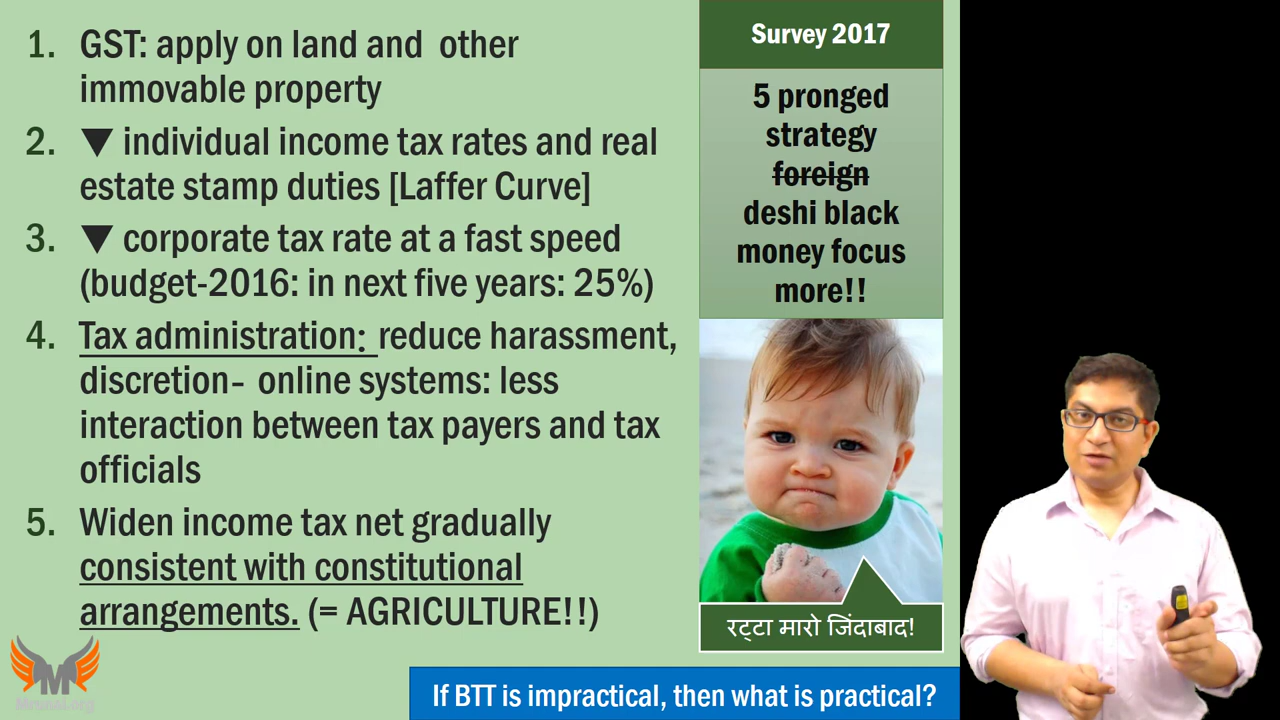 1. GST: apply on land and other
immovable property
2. ▼ individual income tax rates and real
estate stamp duties [Laffer Curve]
3. ▼ corporate tax rate at a fast speed
(budget-2016: in next five years: 25%)
4. Tax administration: reduce harassment,
discretion- online systems: less
interaction between tax payers and tax
officials
5. Widen income tax net gradually
consistent with constitutional
arrangements. (= AGRICULTURE!!)
Survey 2017
5 pronged
strategy
foreign
deshi black
money focus
more!!
रट्टा मारो जिंदाबाद!
If BTT is impractical, then what is practical?
M
Mrunal.org